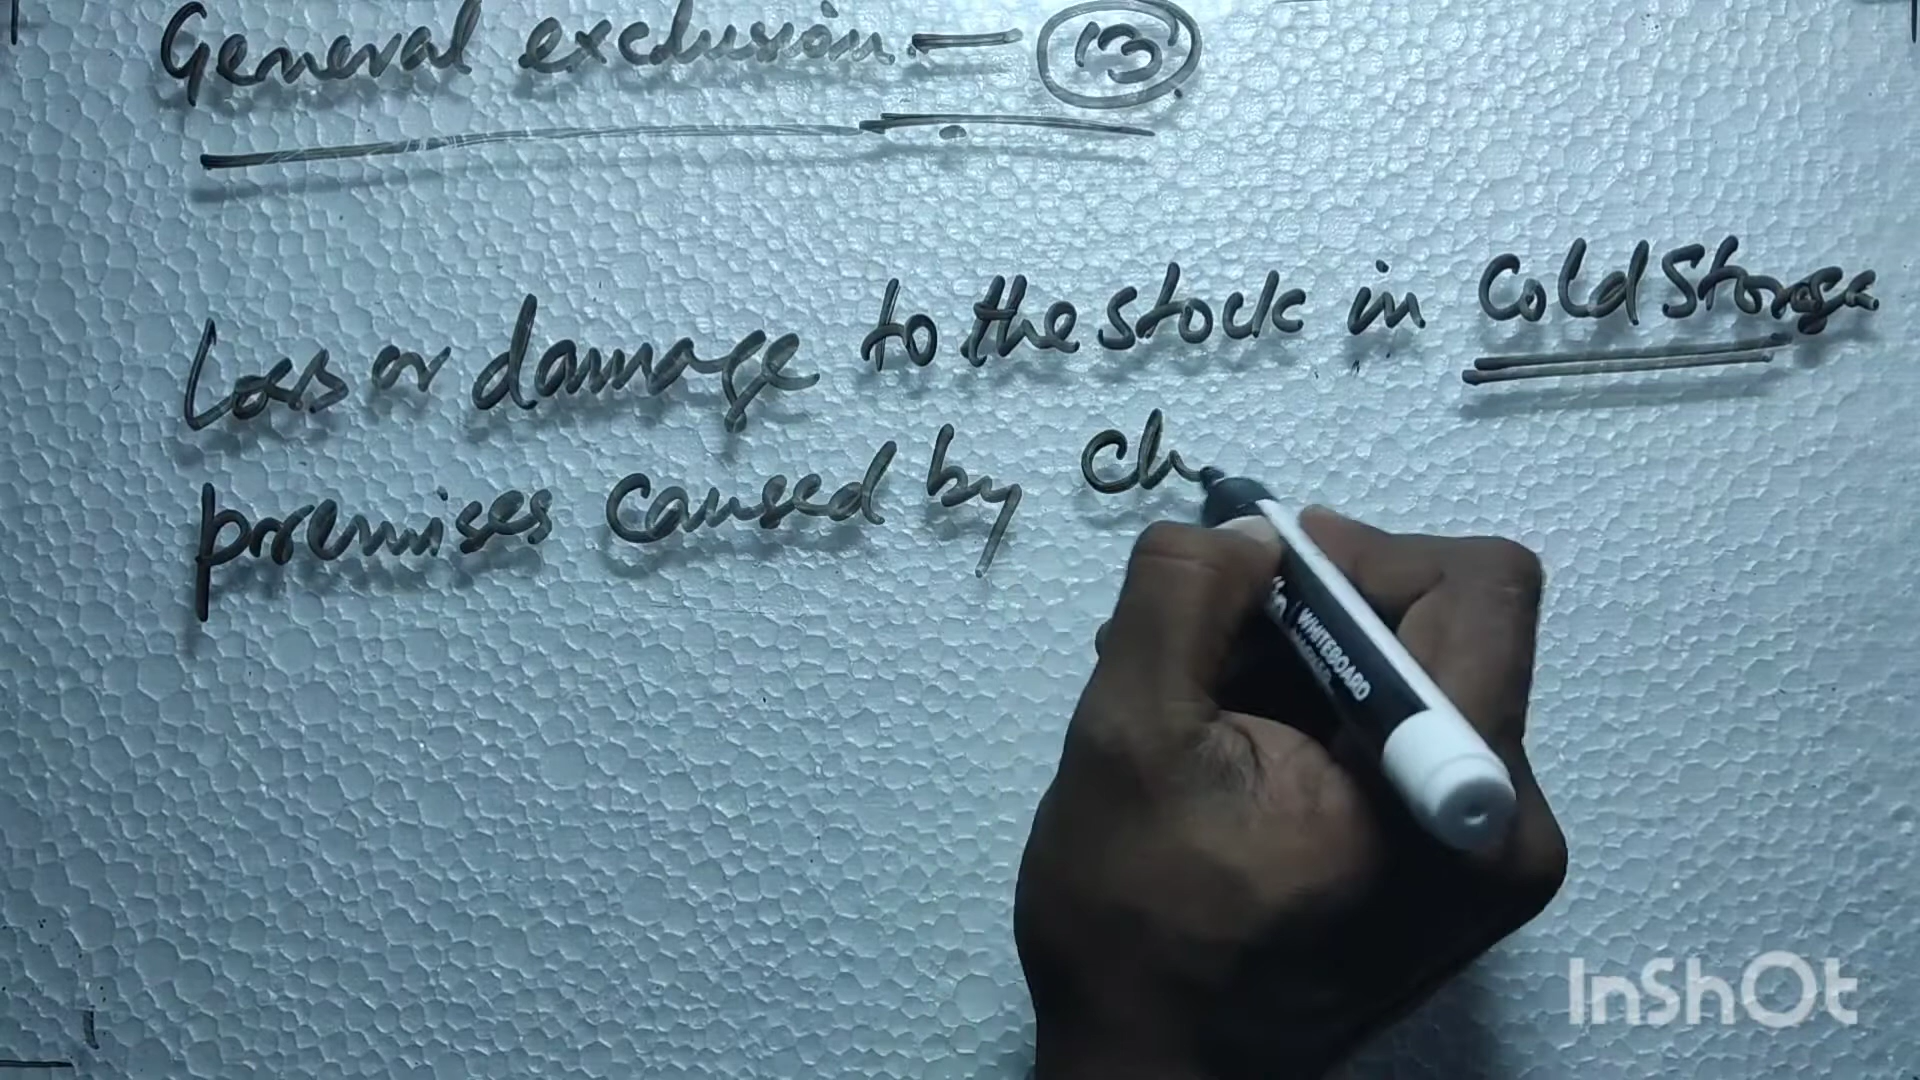 General exclusion - 13
Loss or damage to the stock in Cold Storage
premises caused by Ch
WHITEBOARD
InShOt